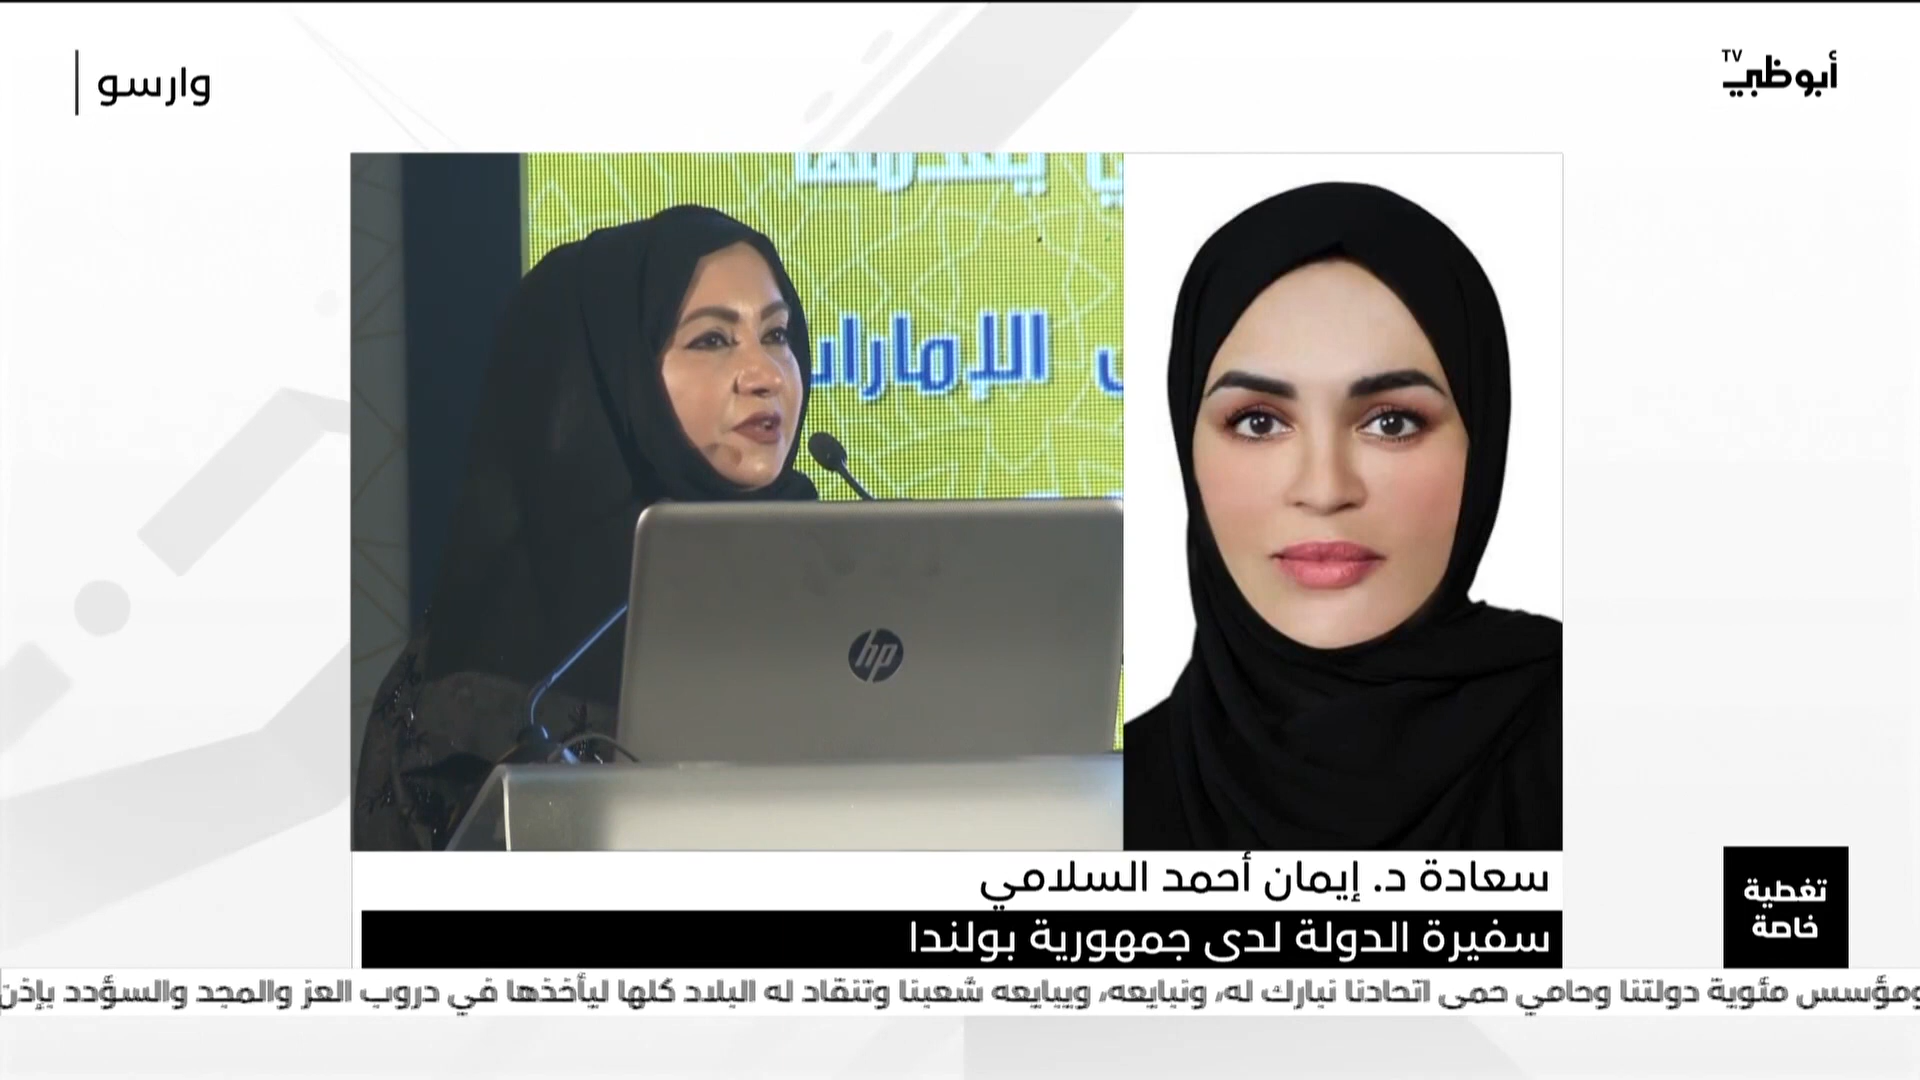 أبوظبي TV
وارسو
الإمارات
سعادة د. إيمان أحمد السلامي
سفيرة الدولة لدى جمهورية بولندا
تغطية
خاصة
ومؤسس مئوية دولتنا وحامي حمى اتحادنا نبارك له، ونبايعه، ويبايعه شعبنا وتنقاد له البلاد كلها ليأخذها في دروب العز والمجد والسؤدد بإذن
hp